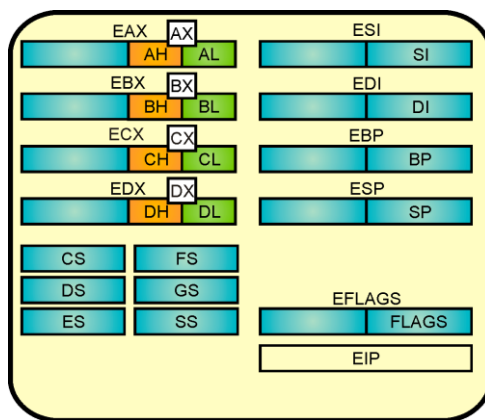 EAX AX
AH AL
EBX BX
BH BL
ECX CX
CH CL
EDX DX
DH DL
CS FS
DS GS
ES SS
ESI
SI
EDI
DI
EBP
BP
ESP
SP
EFLAGS
FLAGS
EIP